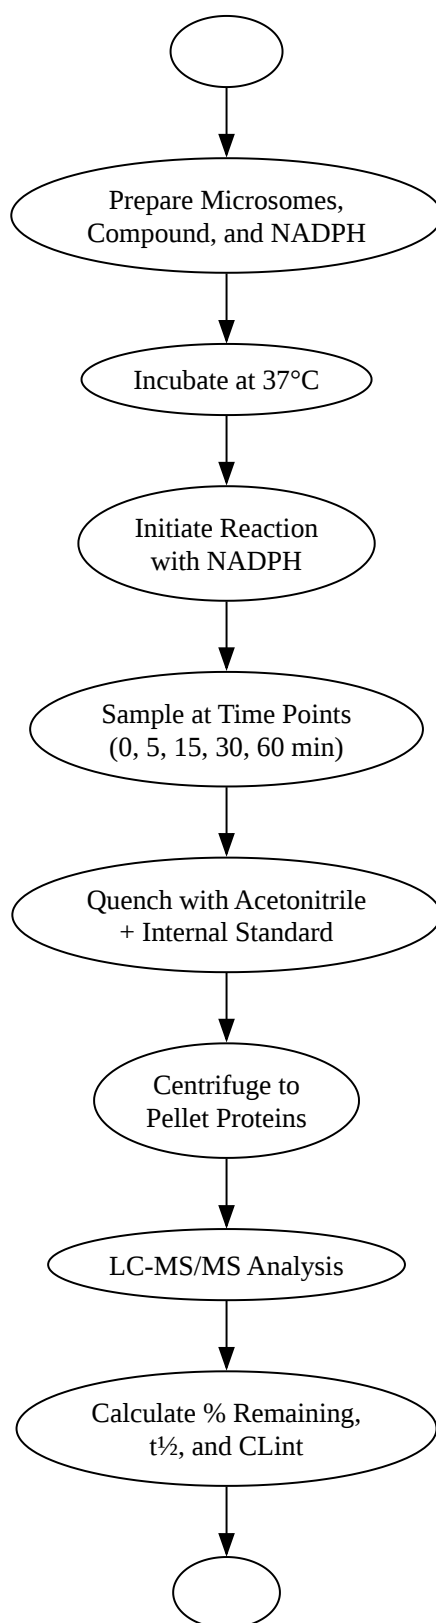 Prepare Microsomes,
Compound, and NADPH
Incubate at 37°C
Initiate Reaction
with NADPH
Sample at Time Points
(0, 5, 15, 30, 60 min)
Quench with Acetonitrile
+ Internal Standard
Centrifuge to
Pellet Proteins
LC-MS/MS Analysis
Calculate % Remaining,
t½, and CLint